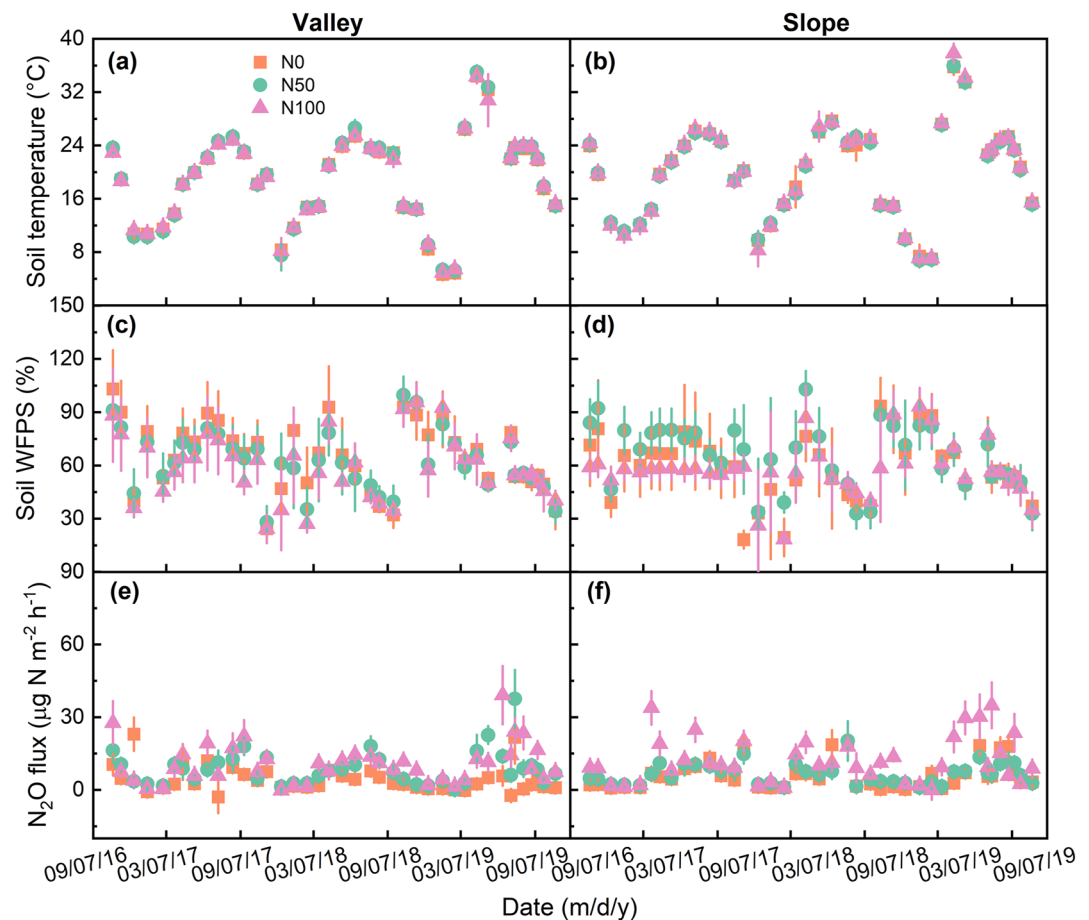 Valley Slope
(a) (b)
N0
N50
N100
Soil temperature (°C)
40
32
24
16
8
(c) (d)
Soil WFPS (%)
150
120
90
60
30
(e) (f)
N₂O flux (µg N m⁻² h⁻¹)
90
60
30
0
09/07/16 03/07/17 09/07/17 03/07/18 09/07/18 03/07/19 09/07/19
09/07/16 03/07/17 09/07/17 03/07/18 09/07/18 03/07/19 09/07/19
Date (m/d/y)